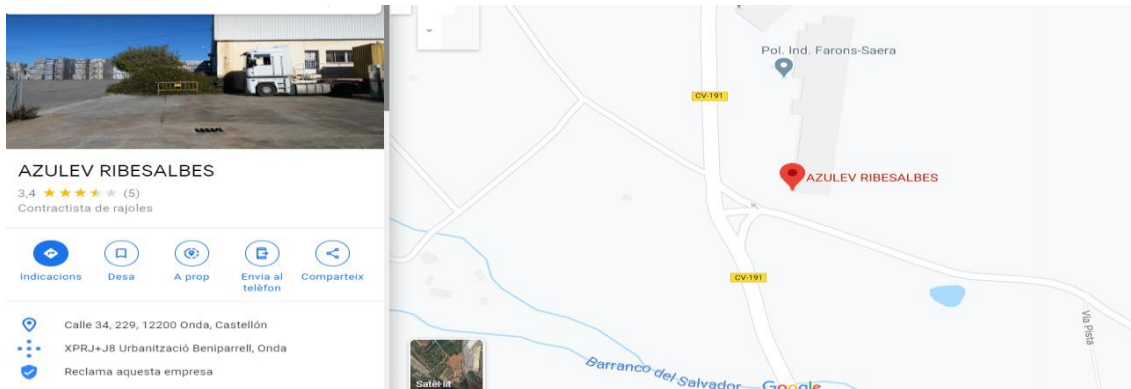 AZULEV RIBESALBES
3,4 ★★★★★ (5)
Contractista de rajoles
Indicacions
Desa
A prop
Envia al
telèfon
Comparteix
Calle 34, 229, 12200 Onda, Castellón
XPRJ+J8 Urbanització Beniparrell, Onda
Reclama aquesta empresa
Pol. Ind. Farons-Saera
CV-191
AZULEV RIBESALBES
CV-191
Vía Pista
Barranco del Salvador
Satèl·lit
Google